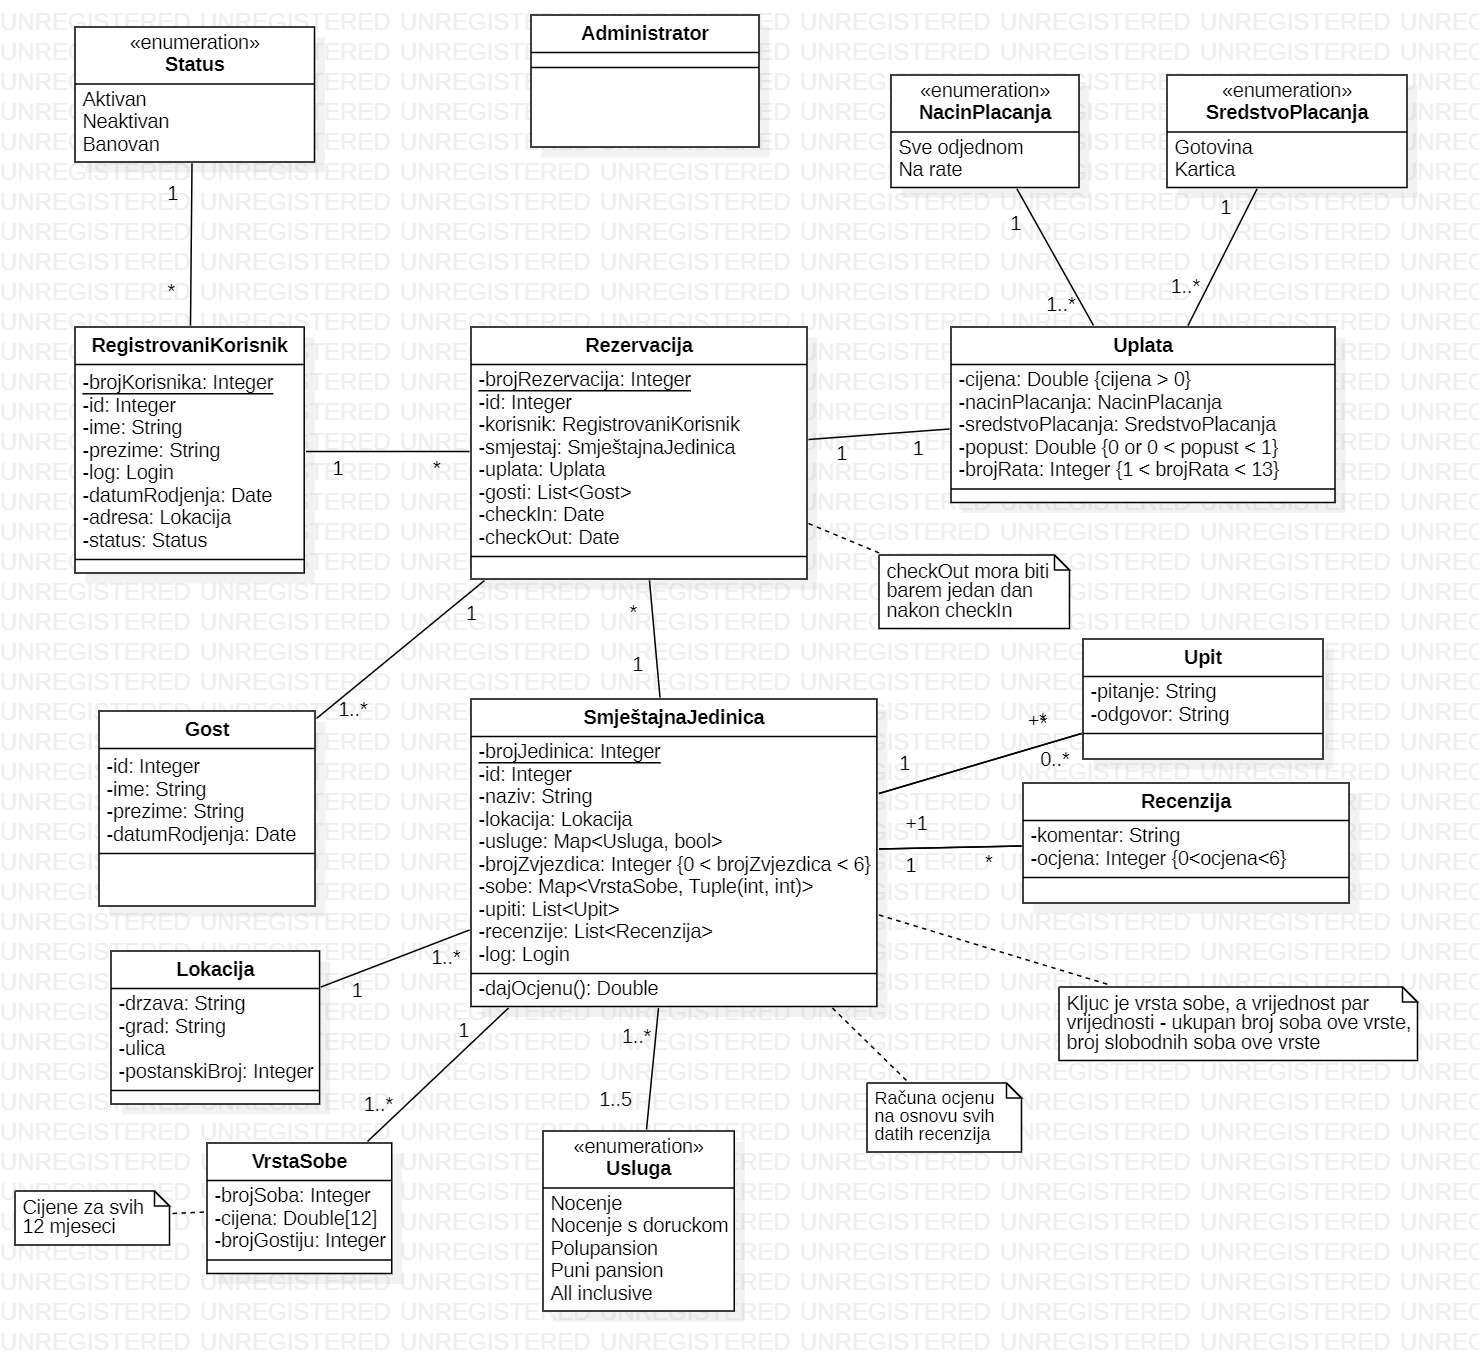 «enumeration»
Status
Aktivan
Neaktivan
Banovan
Administrator
«enumeration»
NacinPlacanja
Sve odjednom
Na rate
«enumeration»
SredstvoPlacanja
Gotovina
Kartica
1
*
1
1..*
1
1..*
RegistrovaniKorisnik
-brojKorisnika: Integer
-id: Integer
-ime: String
-prezime: String
-log: Login
-datumRodjenja: Date
-adresa: Lokacija
-status: Status
1
*
Rezervacija
-brojRezervacija: Integer
-id: Integer
-korisnik: RegistrovaniKorisnik
-smjestaj: SmještajnaJedinica
-uplata: Uplata
-gosti: List<Gost>
-checkIn: Date
-checkOut: Date
1
1
Uplata
-cijena: Double {cijena > 0}
-nacinPlacanja: NacinPlacanja
-sredstvoPlacanja: SredstvoPlacanja
-popust: Double {0 or 0 < popust < 1}
-brojRata: Integer {1 < brojRata < 13}
checkOut mora biti
barem jedan dan
nakon checkIn
1
1..*
*
1
Gost
-id: Integer
-ime: String
-prezime: String
-datumRodjenja: Date
SmještajnaJedinica
-brojJedinica: Integer
-id: Integer
-naziv: String
-lokacija: Lokacija
-usluge: Map<Usluga, bool>
-brojZvjezdica: Integer {0 < brojZvjezdica < 6}
-sobe: Map<VrstaSobe, Tuple(int, int)>
-upiti: List<Upit>
-recenzije: List<Recenzija>
-log: Login
-dajOcjenu(): Double
Upit
-pitanje: String
-odgovor: String
+*
1
0..*
Recenzija
-komentar: String
-ocjena: Integer {0<ocjena<6}
+1
1
*
Lokacija
-drzava: String
-grad: String
-ulica
-postanskiBroj: Integer
1..*
1
Kljuc je vrsta sobe, a vrijednost par
vrijednosti - ukupan broj soba ove vrste,
broj slobodnih soba ove vrste
1
1..*
1..*
1..5
Računa ocjenu
na osnovu svih
datih recenzija
VrstaSobe
-brojSoba: Integer
-cijena: Double[12]
-brojGostiju: Integer
Cijene za svih
12 mjeseci
«enumeration»
Usluga
Nocenje
Nocenje s doruckom
Polupansion
Puni pansion
All inclusive
UNREGISTERED